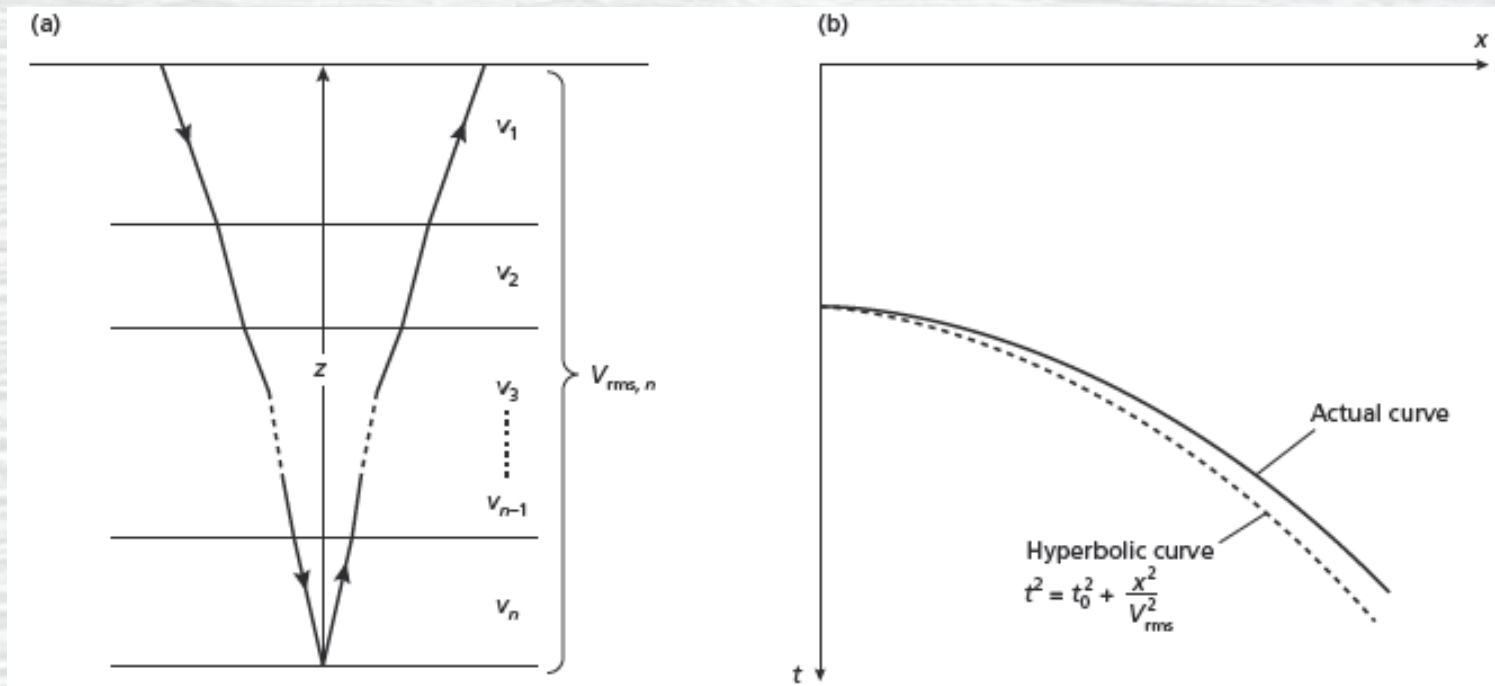 (a)
v₁
v₂
z
v₃
vₙ₋₁
vₙ
Vrms, n
(b)
x
Actual curve
Hyperbolic curve
t² = t₀² + x²/V²rms
t